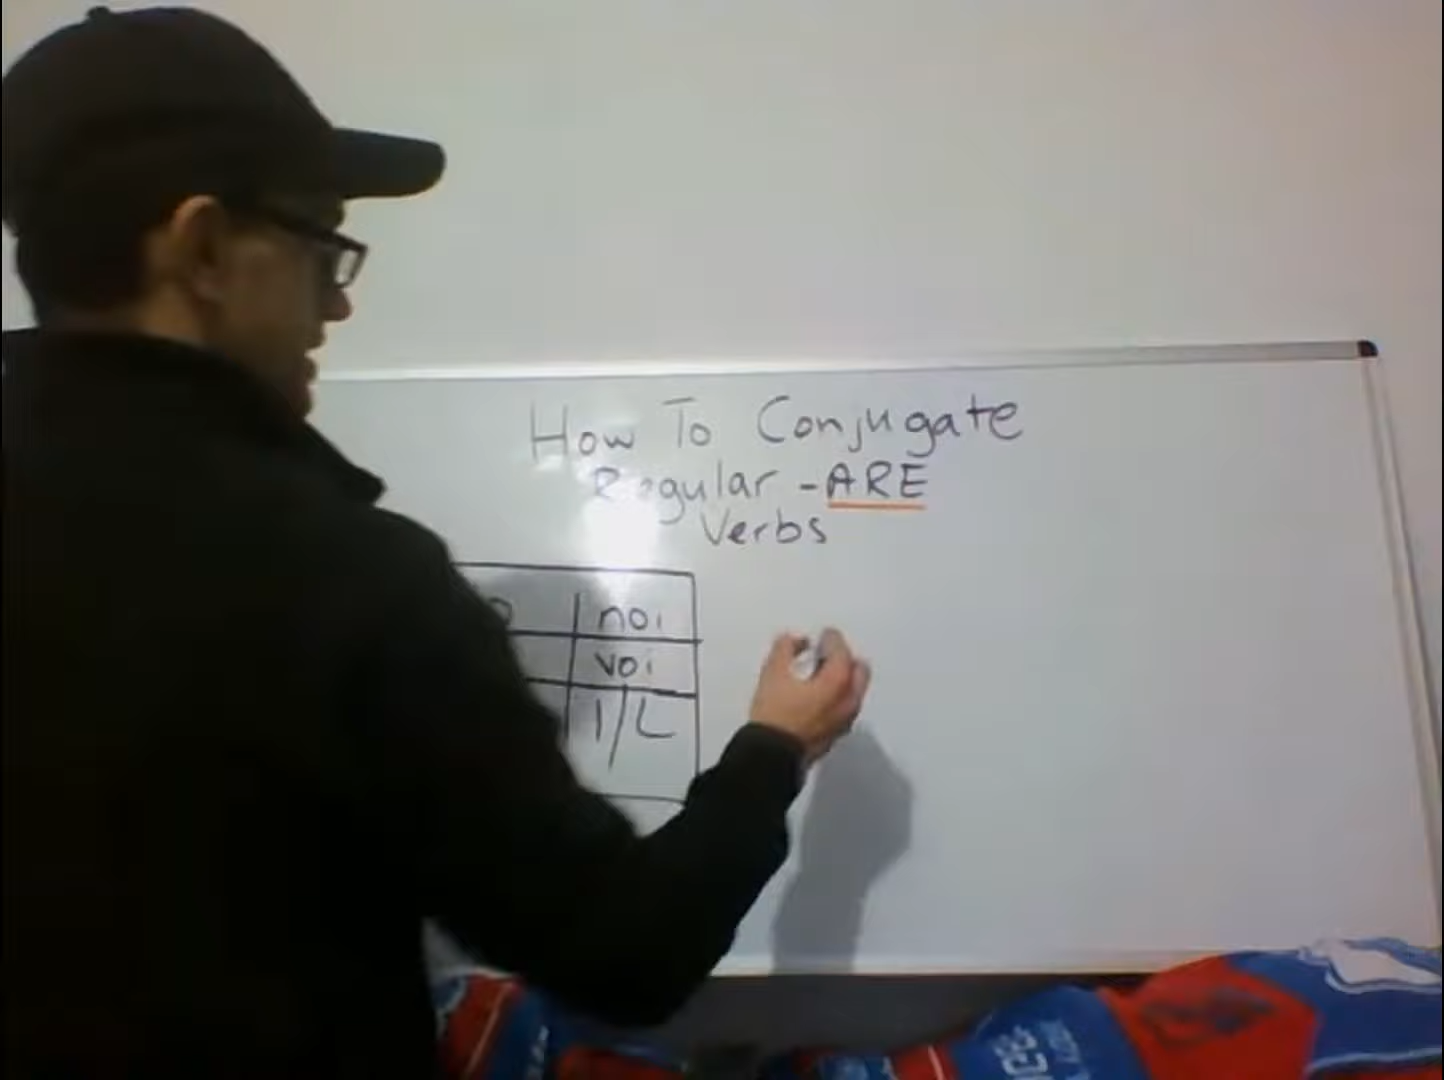 How To Conjugate
Regular -ARE
Verbs
noi
voi
I/L